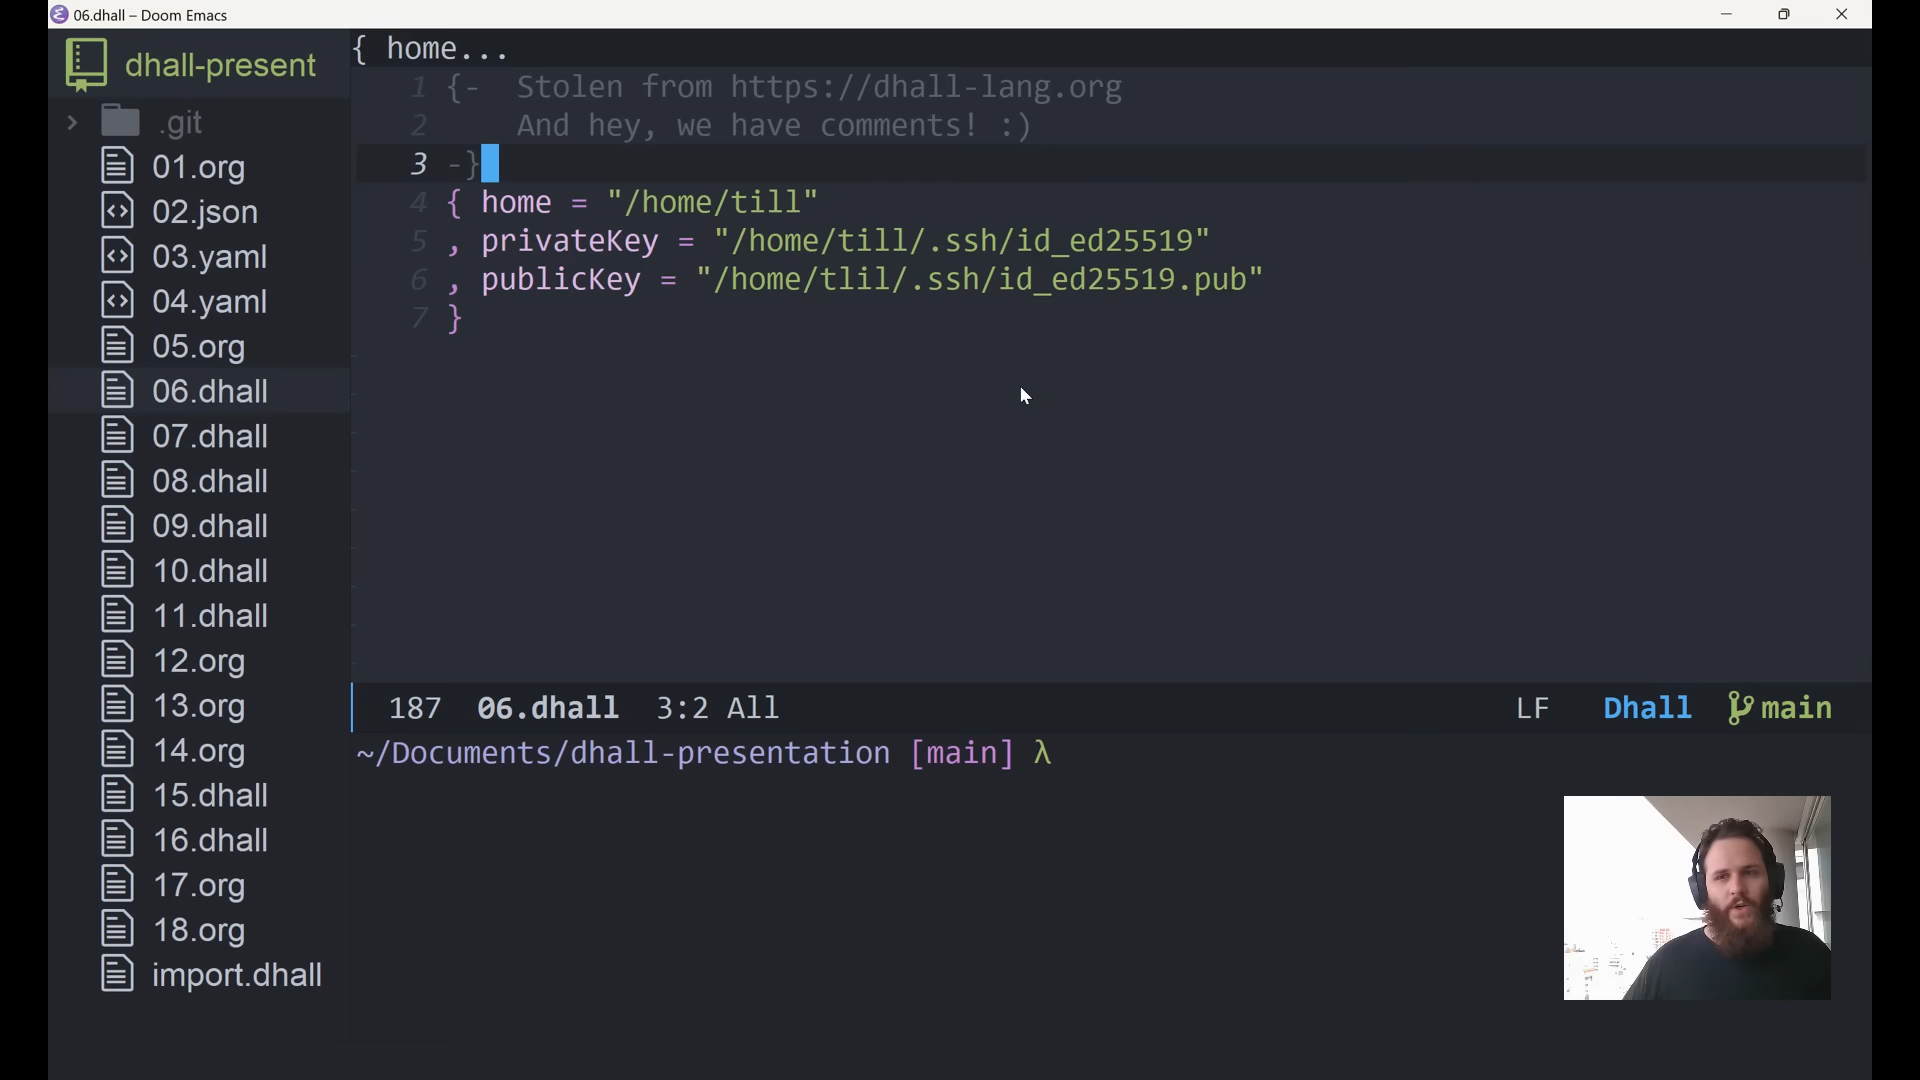 06.dhall – Doom Emacs
dhall-present
.git
01.org
02.json
03.yaml
04.yaml
05.org
06.dhall
07.dhall
08.dhall
09.dhall
10.dhall
11.dhall
12.org
13.org
14.org
15.dhall
16.dhall
17.org
18.org
import.dhall
{ home...
1 {-  Stolen from https://dhall-lang.org
2     And hey, we have comments! :)
3 -}
4 { home = "/home/till"
5 , privateKey = "/home/till/.ssh/id_ed25519"
6 , publicKey = "/home/tlil/.ssh/id_ed25519.pub"
7 }
187 06.dhall 3:2 All LF Dhall main
~/Documents/dhall-presentation [main] λ